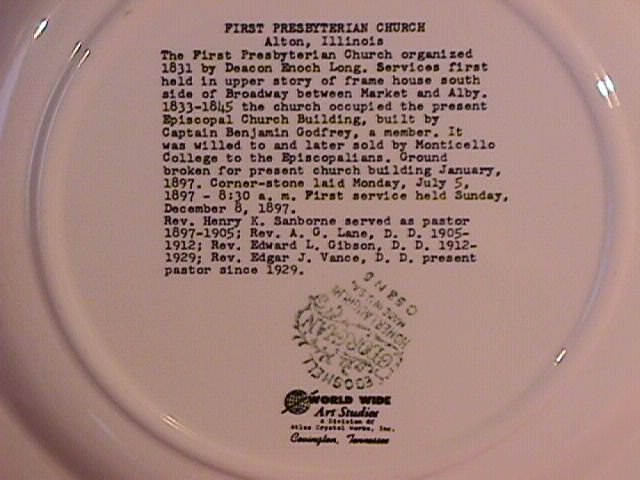 FIRST PRESBYTERIAN CHURCH
Alton, Illinois
The First Presbyterian Church organized
1831 by Deacon Enoch Long. Services first
held in upper story of frame house south
side of Broadway between Market and Alby.
1833-1845 the church occupied the present
Episcopal Church Building, built by
Captain Benjamin Godfrey, a member. It
was willed to and later sold by Monticello
College to the Episcopalians. Ground
broken for present church building January,
1897. Corner-stone laid Monday, July 5,
1897 - 8:30 a. m. First service held Sunday,
December 8, 1897.
Rev. Henry K. Sanborne served as pastor
1897-1905; Rev. A. G. Lane, D. D. 1905-
1912; Rev. Edward L. Gibson, D. D. 1912-
1929; Rev. Edgar J. Vance, D. D. present
pastor since 1929.
MADE IN U.S.A.
HOMER LAUGHLIN
GEORGIAN
EGGSHELL
WORLD WIDE
Art Studios
A Division of
Atlas Crystal Works, Inc.
Covington, Tennessee